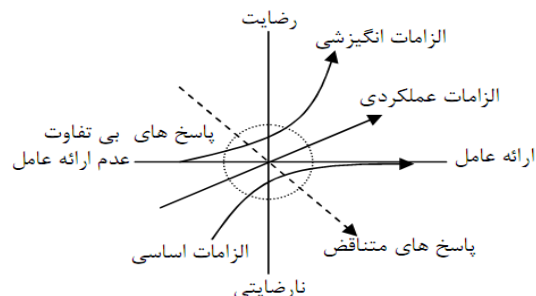 رضایت
الزامات انگیزشی
الزامات عملکردی
پاسخ های بی تفاوت
ارائه عامل
عدم ارائه عامل
پاسخ های متناقض
الزامات اساسی
نارضایتی